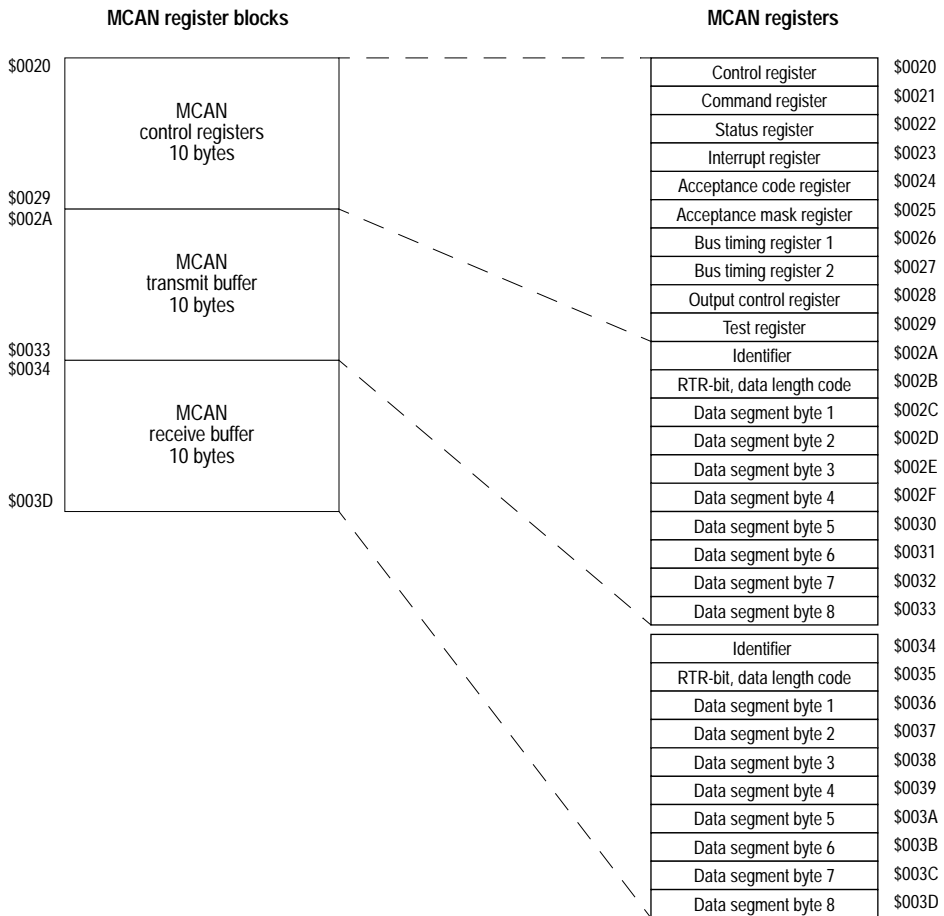 MCAN register blocks
$0020
MCAN
control registers
10 bytes
$0029
$002A
MCAN
transmit buffer
10 bytes
$0033
$0034
MCAN
receive buffer
10 bytes
$003D
MCAN registers
Control register $0020
Command register $0021
Status register $0022
Interrupt register $0023
Acceptance code register $0024
Acceptance mask register $0025
Bus timing register 1 $0026
Bus timing register 2 $0027
Output control register $0028
Test register $0029
Identifier $002A
RTR-bit, data length code $002B
Data segment byte 1 $002C
Data segment byte 2 $002D
Data segment byte 3 $002E
Data segment byte 4 $002F
Data segment byte 5 $0030
Data segment byte 6 $0031
Data segment byte 7 $0032
Data segment byte 8 $0033
Identifier $0034
RTR-bit, data length code $0035
Data segment byte 1 $0036
Data segment byte 2 $0037
Data segment byte 3 $0038
Data segment byte 4 $0039
Data segment byte 5 $003A
Data segment byte 6 $003B
Data segment byte 7 $003C
Data segment byte 8 $003D